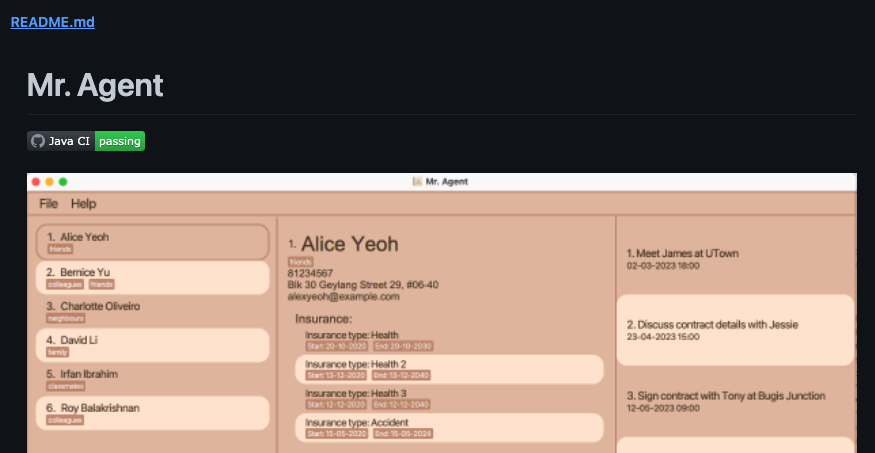 README.md
Mr. Agent
Java CI passing
Mr. Agent
File Help
1. Alice Yeoh
friends
2. Bernice Yu
colleagues friends
3. Charlotte Oliveiro
neighbours
4. David Li
family
5. Irfan Ibrahim
classmates
6. Roy Balakrishnan
colleagues
1. Alice Yeoh
friends
81234567
Blk 30 Geylang Street 29, #06-40
alexyeoh@example.com
Insurance:
Insurance type: Health
Start: 20-10-2020 End: 20-10-2030
Insurance type: Health 2
Start: 13-12-2020 End: 13-12-2040
Insurance type: Health 3
Start: 12-12-2020 End: 12-12-2040
Insurance type: Accident
Start: 15-05-2020 End: 15-05-2024
1. Meet James at UTown
02-03-2023 18:00
2. Discuss contract details with Jessie
23-04-2023 15:00
3. Sign contract with Tony at Bugis Junction
12-05-2023 09:00